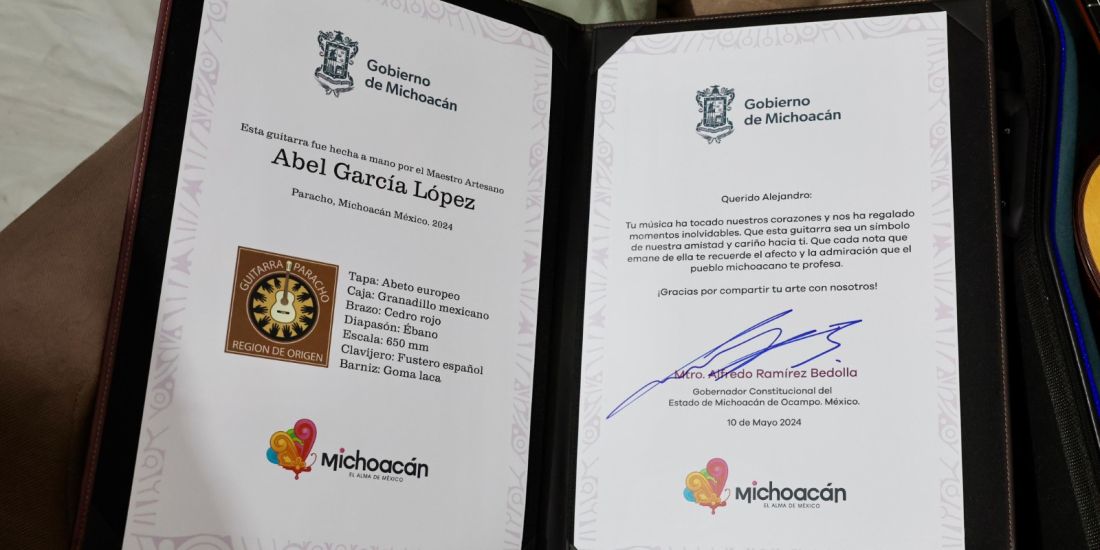 Gobierno
de Michoacán
Esta guitarra fue hecha a mano por el Maestro Artesano
Abel García López
Paracho, Michoacán México. 2024
GUITARRA PARACHO
REGION DE ORIGEN
Tapa: Abeto europeo
Caja: Granadillo mexicano
Brazo: Cedro rojo
Diapasón: Ébano
Escala: 650 mm
Clavijero: Fustero español
Barniz: Goma laca
Michoacán
EL ALMA DE MÉXICO
Gobierno
de Michoacán
Querido Alejandro:
Tu música ha tocado nuestros corazones y nos ha regalado
momentos inolvidables. Que esta guitarra sea un símbolo
de nuestra amistad y cariño hacia ti. Que cada nota que
emane de ella te recuerde el afecto y la admiración que el
pueblo michoacano te profesa.
¡Gracias por compartir tu arte con nosotros!
Mtro. Alfredo Ramírez Bedolla
Gobernador Constitucional del
Estado de Michoacán de Ocampo. México.
10 de Mayo 2024
Michoacán
EL ALMA DE MÉXICO